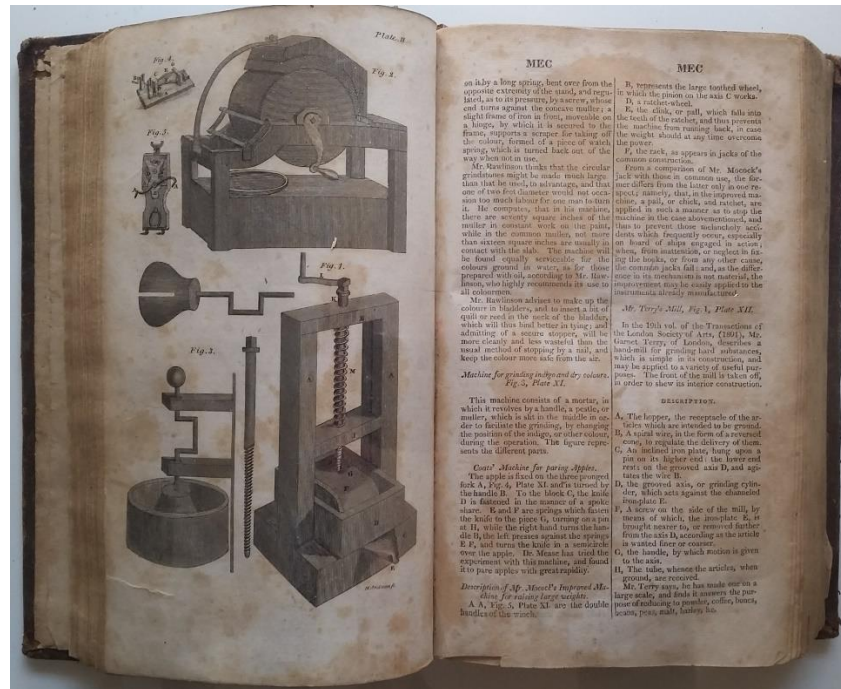 Plate B.
Fig. 4.
Fig. 2.
Fig. 5.
Fig. 1.
Fig. 3.
MEC
on it by a long spring, bent over from the
opposite extremity of the stand, and regu-
lated, as to its pressure, by a screw, whose
end turns against the concave muller; a
slight frame of iron in front, moveable on
a hinge, by which it is secured to the
frame, supports a scraper for taking off
the colour, formed of a piece of watch
spring, which is turned back out of the
way when not in use.
Mr. Rawlinson thinks that the circular
grindstones might be made much larger
than that he used, to advantage, and that
one of two feet diameter would not occa-
sion too much labour for one man to turn
it. He computes, that in his machine,
there are seventy square inches of the
muller in constant work on the paint,
while in the common muller, not more
than sixteen square inches are usually in
contact with the slab. The machine will
be found equally serviceable for the
colours ground in water, as for those
prepared with oil, according to Mr. Raw-
linson, who highly recommends its use to
all colourmen.
Mr. Rawlinson advises to make up the
colour in bladders, and to insert a bit of
quill or reed in the neck of the bladder,
which will thus bind better in tying; and
admitting of a secure stopper, will be
more cleanly and less wasteful than the
usual method of stopping by a nail, and
keep the colour more safe from the air.
Machine for grinding indigo and dry colours.
Fig. 3, Plate XI.
This machine consists of a mortar, in
which it revolves by a handle, a pestle, or
muller, which is slit in the middle in or-
der to facilitate the grinding, by changing
the position of the indigo, or other colour,
during the operation. The figure repre-
sents the different parts.
Coats' Machine for paring Apples.
The apple is fixed on the three pronged
fork A, Fig. 4, Plate XI. and is turned by
the handle B. To the block C, the knife
D is fastened in the manner of a spoke
share. E and F are springs which fasten
the knife to the piece G, turning on a pin
at H, while the right hand turns the han-
dle B, the left presses against the springs
E F, and turns the knife in a semicircle
over the apple. Dr. Mease has tried the
experiment with this machine, and found
it to pare apples with great rapidity.
Description of Mr. Mocock's Improved Ma-
chine for raising large weights.
A A, Fig. 5, Plate XI. are the double
handles of the winch.
MEC
B, represents the large toothed wheel,
in which the pinion on the axis C works.
D, a ratchet-wheel.
E, the clink, or pall, which falls into
the teeth of the ratchet, and thus prevents
the machine from running back, in case
the weight should at any time overcome
the power.
F, the rack, as appears in jacks of the
common construction.
From a comparison of Mr. Mocock's
jack with those in common use, the for-
mer differs from the latter only in one re-
spect; namely, that, in the improved ma-
chine, a pall, or chick, and ratchet, are
applied in such a manner as to stop the
machine in the case abovementioned, and
thus to prevent those melancholy acci-
dents which frequently occur, especially
on board of ships engaged in action;
when, from inattention, or neglect in fix-
ing the hooks, or from any other cause,
the common jacks fail: and, as the differ-
ence in its mechanism is not material, the
improvement may be easily applied to the
instruments already manufactured.
Mr. Terry's Mill, Fig. 1, Plate XII.
In the 19th vol. of the Transactions of
the London Society of Arts, (1801), Mr.
Garnet Terry, of London, describes a
hand-mill for grinding hard substances,
which is simple in its construction, and
may be applied to a variety of useful pur-
poses. The front of the mill is taken off,
in order to shew its interior construction.
DESCRIPTION.
A, The hopper, the receptacle of the ar-
ticles which are intended to be ground.
B, A spiral wire, in the form of a reversed
cone, to regulate the delivery of them.
C, An inclined iron plate, hung upon a
pin on its higher end: the lower end
rests on the grooved axis D, and agi-
tates the wire B.
D, the grooved axis, or grinding cylin-
der, which acts against the channeled
iron-plate E.
F, A screw on the side of the mill, by
means of which, the iron-plate E, is
brought nearer to, or removed further
from the axis D, according as the article
is wanted finer or coarser.
G, the handle, by which motion is given
to the axis.
H, The tube, whence the articles, when
ground, are received.
Mr. Terry says, he has made one on a
large scale, and finds it answers the pur-
pose of reducing to powder, coffee, bones,
beans, peas, malt, barley, &c.